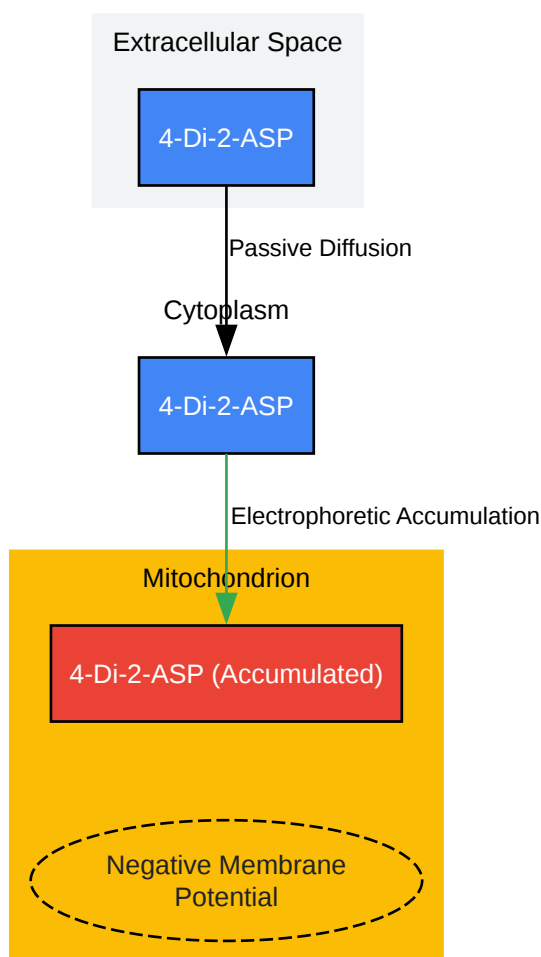 Extracellular Space
4-Di-2-ASP
Passive Diffusion
Cytoplasm
4-Di-2-ASP
Electrophoretic Accumulation
Mitochondrion
4-Di-2-ASP (Accumulated)
Negative Membrane
Potential